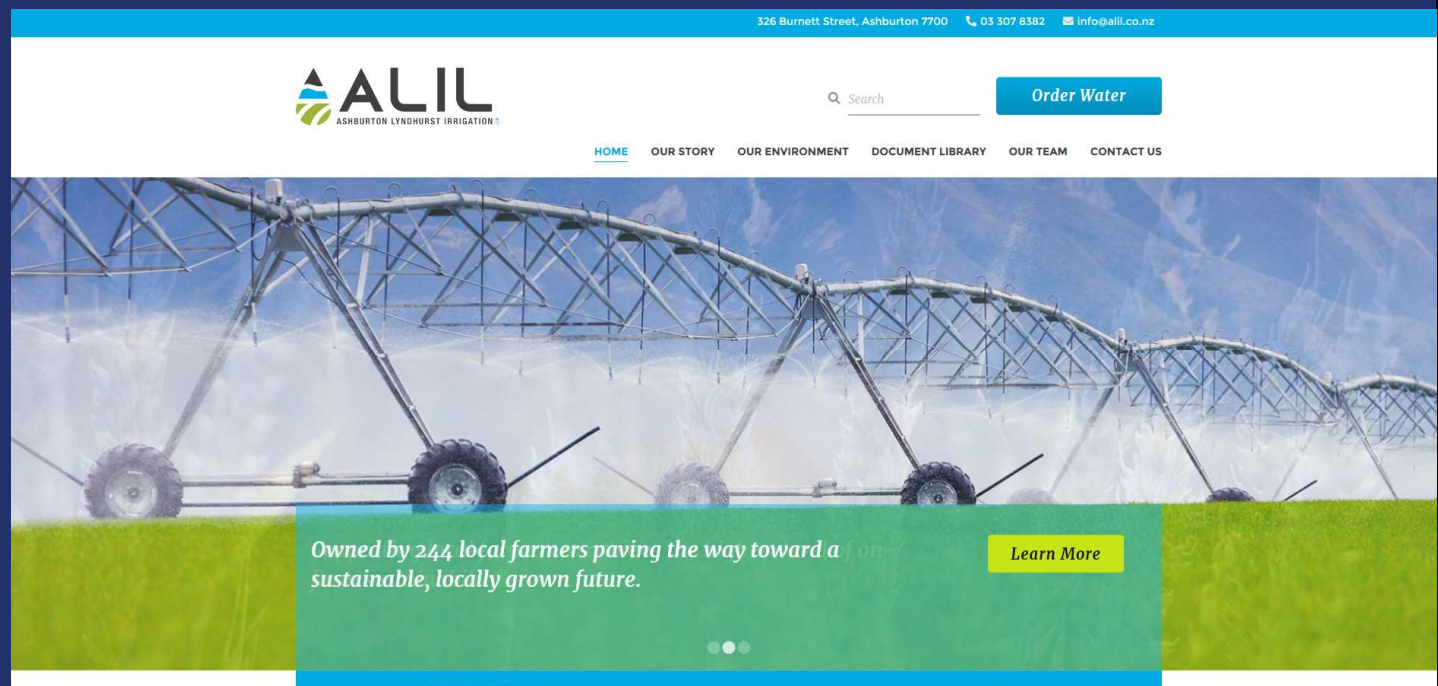 326 Burnett Street, Ashburton 7700 03 307 8382 info@alil.co.nz
ALIL
ASHBURTON LYNDHURST IRRIGATION
Search
Order Water
HOME OUR STORY OUR ENVIRONMENT DOCUMENT LIBRARY OUR TEAM CONTACT US
Owned by 244 local farmers paving the way toward a
sustainable, locally grown future.
Learn More